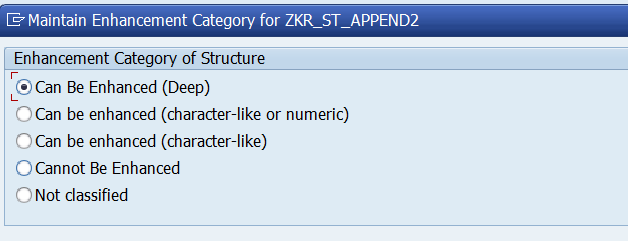 Maintain Enhancement Category for ZKR_ST_APPEND2
Enhancement Category of Structure
Can Be Enhanced (Deep)
Can be enhanced (character-like or numeric)
Can be enhanced (character-like)
Cannot Be Enhanced
Not classified